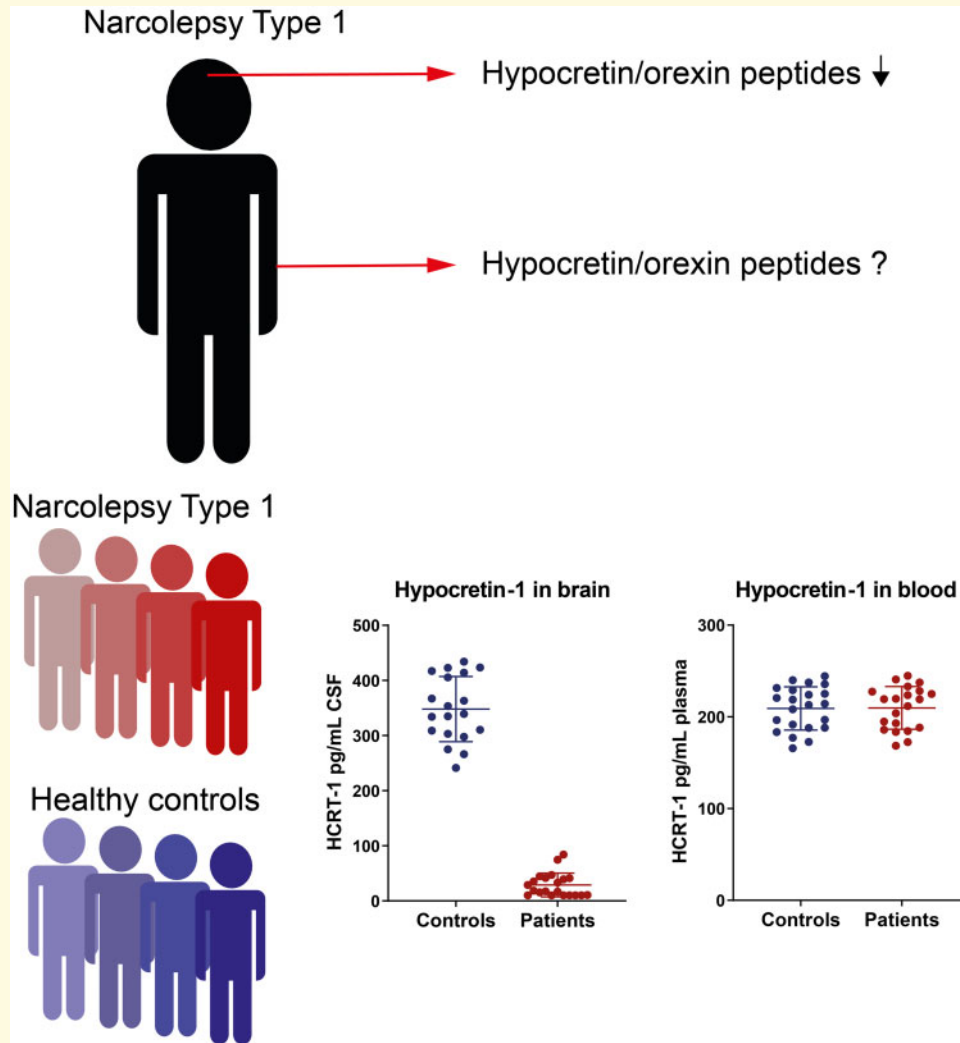 Narcolepsy Type 1
Hypocretin/orexin peptides ↓
Hypocretin/orexin peptides ?
Narcolepsy Type 1
Healthy controls
Hypocretin-1 in brain
HCRT-1 pg/mL CSF
500
400
300
200
100
0
Controls
Patients
Hypocretin-1 in blood
HCRT-1 pg/mL plasma
300
200
100
0
Controls
Patients